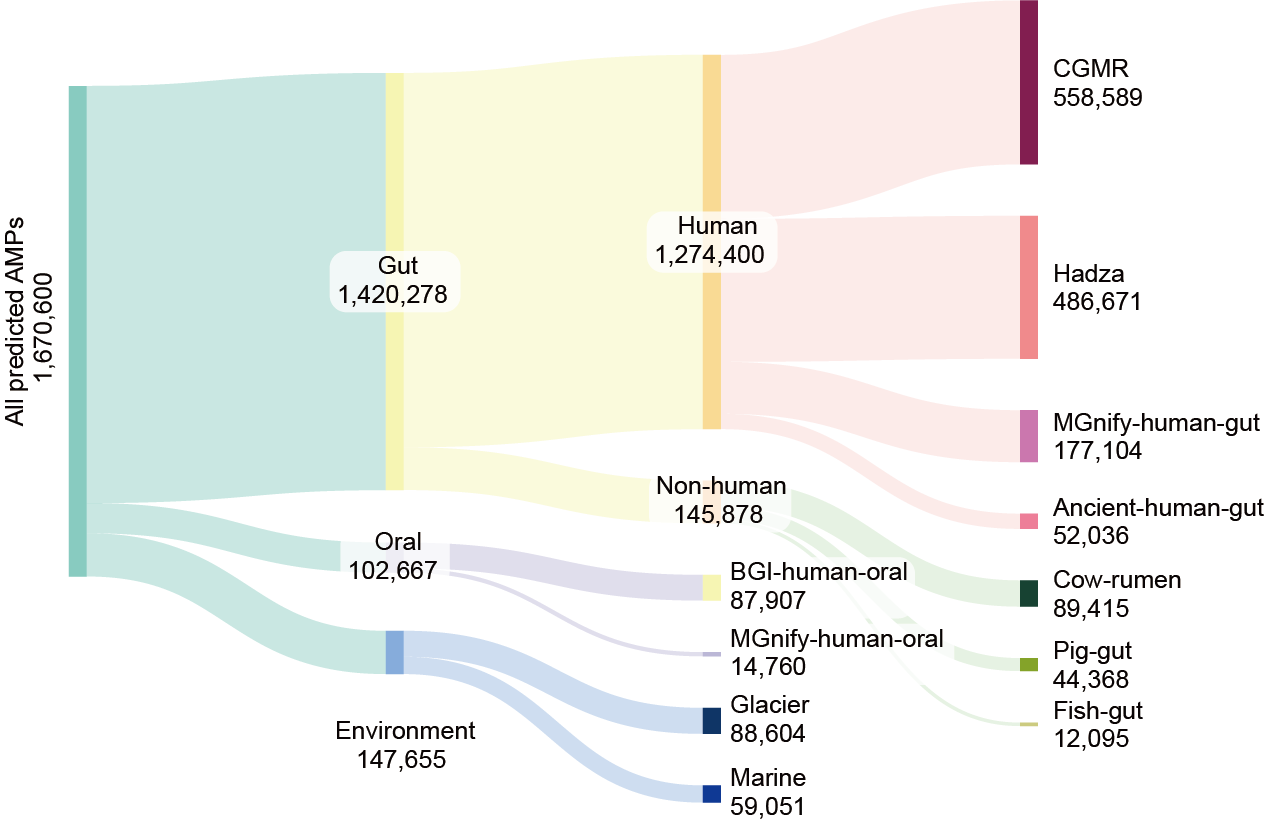 All predicted AMPs
1,670,600
Gut
1,420,278
Oral
102,667
Environment
147,655
Human
1,274,400
Non-human
145,878
BGI-human-oral
87,907
MGnify-human-oral
14,760
Glacier
88,604
Marine
59,051
CGMR
558,589
Hadza
486,671
MGnify-human-gut
177,104
Ancient-human-gut
52,036
Cow-rumen
89,415
Pig-gut
44,368
Fish-gut
12,095